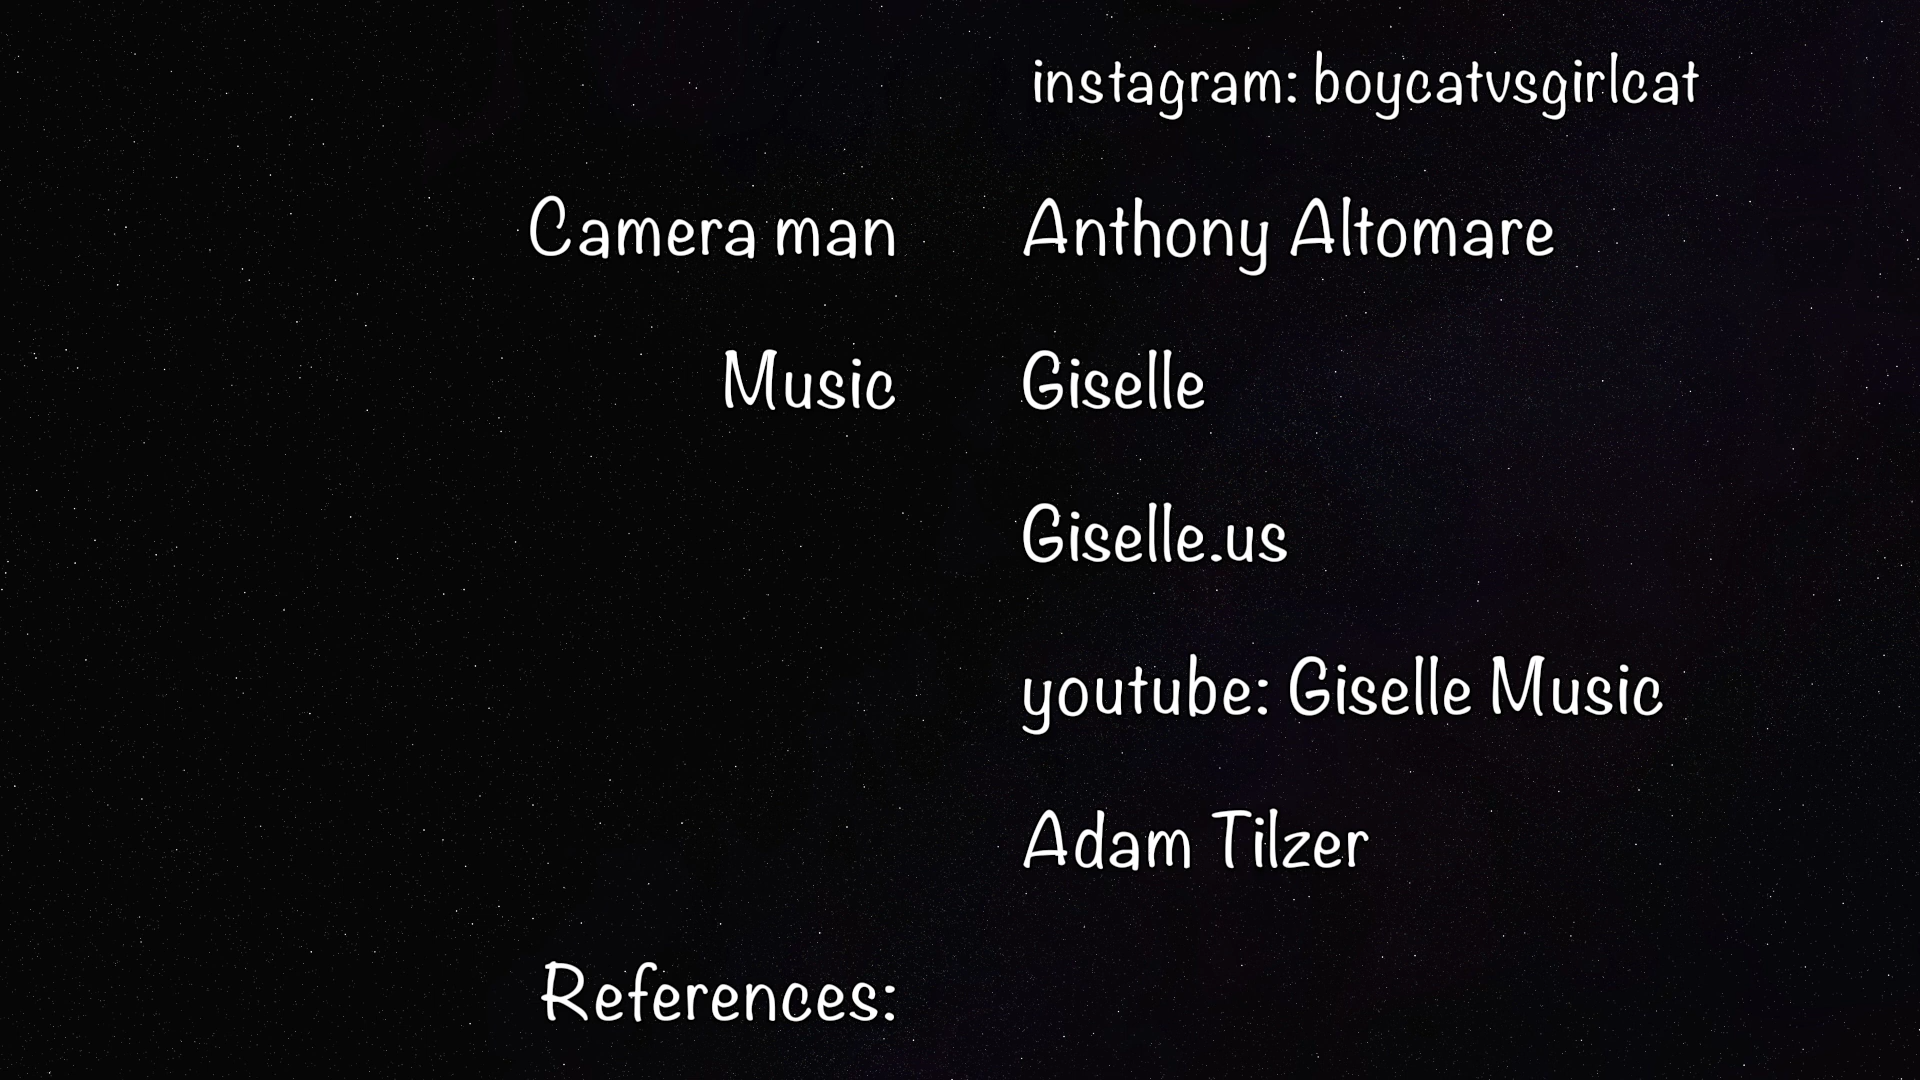 instagram: boycatvsgirlcat
Camera man Anthony Altomare
Music Giselle
Giselle.us
youtube: Giselle Music
Adam Tilzer
References: